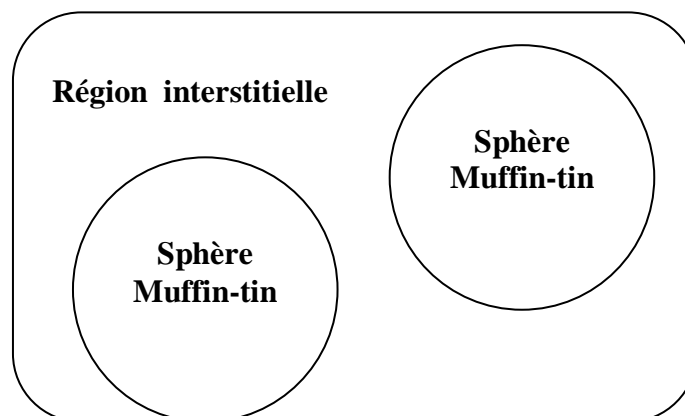 Région interstitielle
Sphère
Muffin-tin
Sphère
Muffin-tin